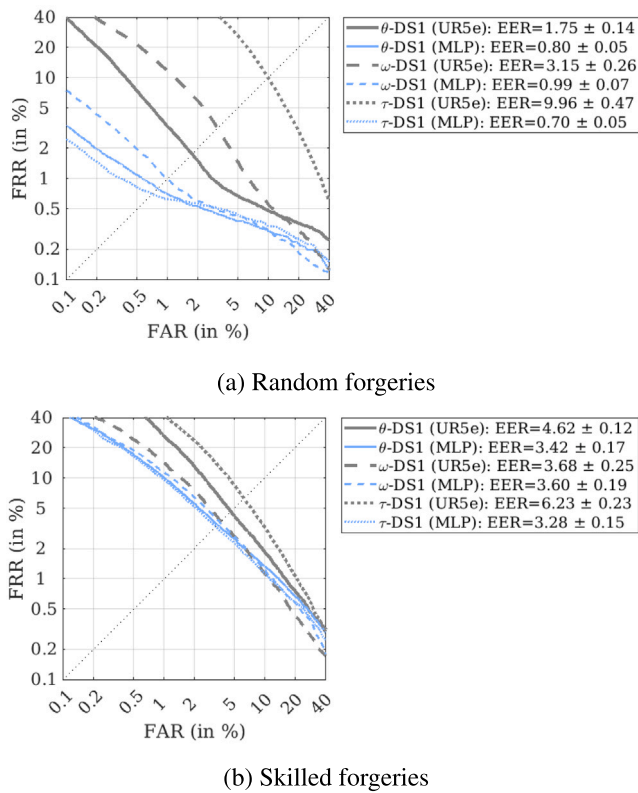 40
20
10
5
2
1
0.5
0.2
0.1
FRR (in %)
0.1 0.2 0.5 1 2 5 10 20 40
FAR (in %)
θ-DS1 (UR5e): EER=1.75 ± 0.14
θ-DS1 (MLP): EER=0.80 ± 0.05
ω-DS1 (UR5e): EER=3.15 ± 0.26
ω-DS1 (MLP): EER=0.99 ± 0.07
τ-DS1 (UR5e): EER=9.96 ± 0.47
τ-DS1 (MLP): EER=0.70 ± 0.05
(a) Random forgeries
40
20
10
5
2
1
0.5
0.2
0.1
FRR (in %)
0.1 0.2 0.5 1 2 5 10 20 40
FAR (in %)
θ-DS1 (UR5e): EER=4.62 ± 0.12
θ-DS1 (MLP): EER=3.42 ± 0.17
ω-DS1 (UR5e): EER=3.68 ± 0.25
ω-DS1 (MLP): EER=3.60 ± 0.19
τ-DS1 (UR5e): EER=6.23 ± 0.23
τ-DS1 (MLP): EER=3.28 ± 0.15
(b) Skilled forgeries